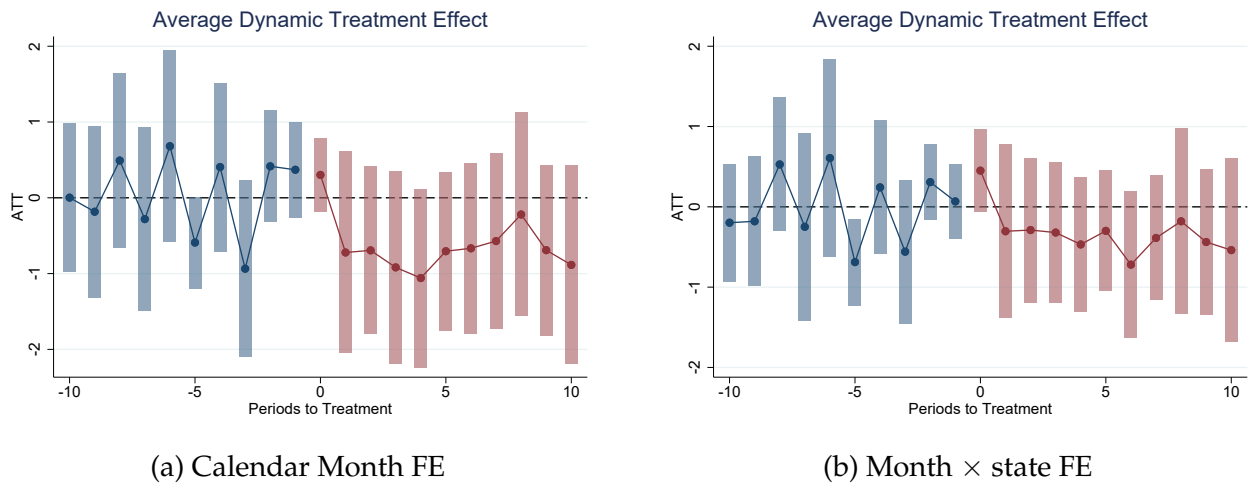 Average Dynamic Treatment Effect
2
1
0
-1
-2
ATT
-10
-5
0
5
10
Periods to Treatment
(a) Calendar Month FE
Average Dynamic Treatment Effect
2
1
0
-1
-2
ATT
-10
-5
0
5
10
Periods to Treatment
(b) Month × state FE